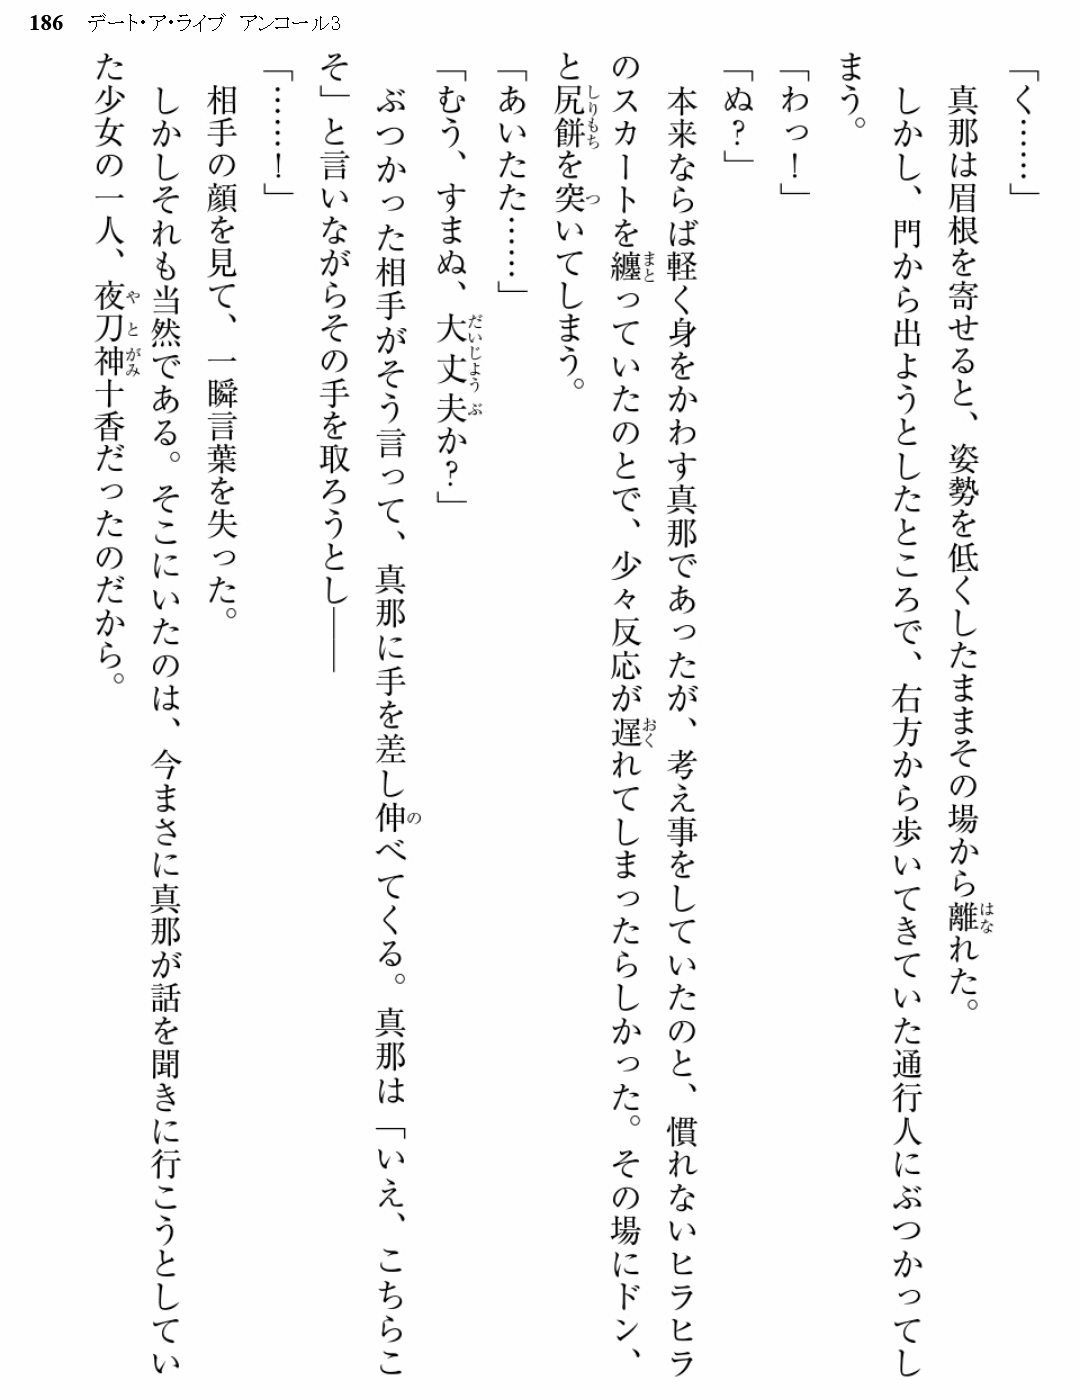 186 デート・ア・ライブ アンコール3
「く……」
真那は眉根を寄せると、姿勢を低くしたままその場から離れた。
しかし、門から出ようとしたところで、右方から歩いてきていた通行人にぶつかってし
まう。
「わっ！」
「ぬ？」
本来ならば軽く身をかわす真那であったが、考え事をしていたのと、慣れないヒラヒラ
のスカートを纏っていたのとで、少々反応が遅れてしまったらしかった。その場にドン、
と尻餅を突いてしまう。
「あいたた……」
「むう、すまぬ、大丈夫か？」
ぶつかった相手がそう言って、真那に手を差し伸べてくる。真那は「いえ、こちらこ
そ」と言いながらその手を取ろうとし――
「……！」
相手の顔を見て、一瞬言葉を失った。
しかしそれも当然である。そこにいたのは、今まさに真那が話を聞きに行こうとしてい
た少女の一人、夜刀神十香だったのだから。